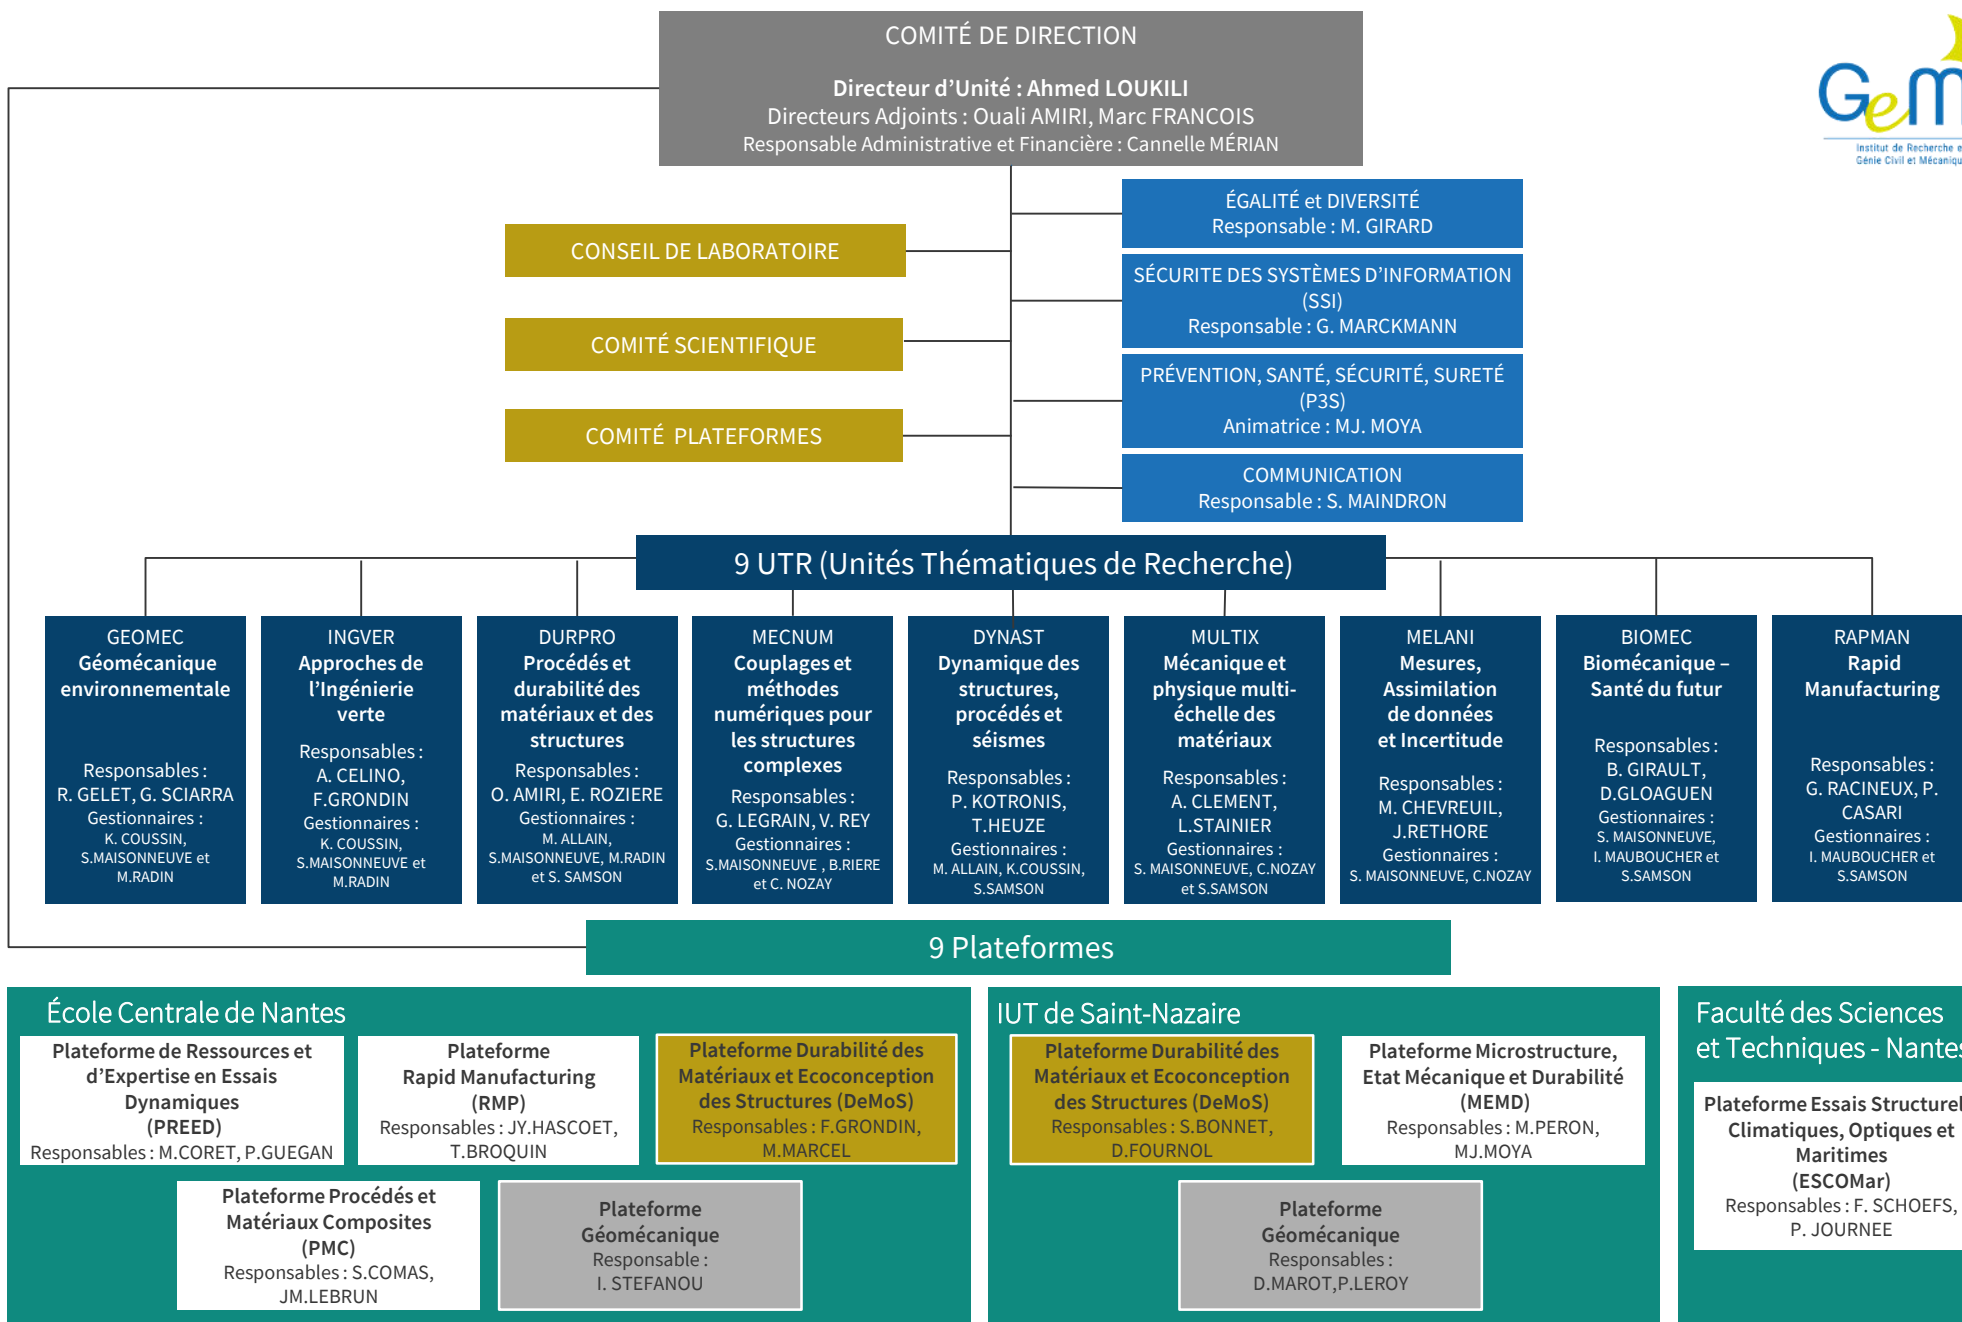 COMITÉ DE DIRECTION
Directeur d'Unité : Ahmed LOUKILI
Directeurs Adjoints : Ouali AMIRI, Marc FRANCOIS
Responsable Administrative et Financière : Cannelle MÉRIAN
GeM
Institut de Recherche e
Génie Civil et Mécaniqu
CONSEIL DE LABORATOIRE
COMITÉ SCIENTIFIQUE
COMITÉ PLATEFORMES
ÉGALITÉ et DIVERSITÉ
Responsable : M. GIRARD
SÉCURITE DES SYSTÈMES D'INFORMATION
(SSI)
Responsable : G. MARCKMANN
PRÉVENTION, SANTÉ, SÉCURITÉ, SURETÉ
(P3S)
Animatrice : MJ. MOYA
COMMUNICATION
Responsable : S. MAINDRON
9 UTR (Unités Thématiques de Recherche)
GEOMEC
Géomécanique
environnementale
Responsables :
R. GELET, G. SCIARRA
Gestionnaires :
K. COUSSIN,
S.MAISONNEUVE et
M.RADIN
INGVER
Approches de
l'Ingénierie
verte
Responsables :
A. CELINO,
F.GRONDIN
Gestionnaires :
K. COUSSIN,
S.MAISONNEUVE et
M.RADIN
DURPRO
Procédés et
durabilité des
matériaux et des
structures
Responsables :
O. AMIRI, E. ROZIERE
Gestionnaires :
M. ALLAIN,
S.MAISONNEUVE, M.RADIN
et S. SAMSON
MECNUM
Couplages et
méthodes
numériques pour
les structures
complexes
Responsables :
G. LEGRAIN, V. REY
Gestionnaires :
S.MAISONNEUVE , B.RIERE
et C. NOZAY
DYNAST
Dynamique des
structures,
procédés et
séismes
Responsables :
P. KOTRONIS,
T.HEUZE
Gestionnaires :
M. ALLAIN, K.COUSSIN,
S.SAMSON
MULTIX
Mécanique et
physique multi-
échelle des
matériaux
Responsables :
A. CLEMENT,
L.STAINIER
Gestionnaires :
S. MAISONNEUVE, C.NOZAY
et S.SAMSON
MELANI
Mesures,
Assimilation
de données
et Incertitude
Responsables :
M. CHEVREUIL,
J.RETHORE
Gestionnaires :
S. MAISONNEUVE, C.NOZAY
BIOMEC
Biomécanique –
Santé du futur
Responsables :
B. GIRAULT,
D.GLOAGUEN
Gestionnaires :
S. MAISONNEUVE,
I. MAUBOUCHER et
S.SAMSON
RAPMAN
Rapid
Manufacturing
Responsables :
G. RACINEUX, P.
CASARI
Gestionnaires :
I. MAUBOUCHER et
S.SAMSON
9 Plateformes
École Centrale de Nantes
Plateforme de Ressources et
d'Expertise en Essais
Dynamiques
(PREED)
Responsables : M.CORET, P.GUEGAN
Plateforme
Rapid Manufacturing
(RMP)
Responsables : JY.HASCOET,
T.BROQUIN
Plateforme Durabilité des
Matériaux et Ecoconception
des Structures (DeMoS)
Responsables : F.GRONDIN,
M.MARCEL
Plateforme Procédés et
Matériaux Composites
(PMC)
Responsables : S.COMAS,
JM.LEBRUN
Plateforme
Géomécanique
Responsable :
I. STEFANOU
IUT de Saint-Nazaire
Plateforme Durabilité des
Matériaux et Ecoconception
des Structures (DeMoS)
Responsables : S.BONNET,
D.FOURNOL
Plateforme Microstructure,
Etat Mécanique et Durabilité
(MEMD)
Responsables : M.PERON,
MJ.MOYA
Plateforme
Géomécanique
Responsables :
D.MAROT,P.LEROY
Faculté des Sciences
et Techniques - Nantes
Plateforme Essais Structurel
Climatiques, Optiques et
Maritimes
(ESCOMar)
Responsables : F. SCHOEFS,
P. JOURNEE